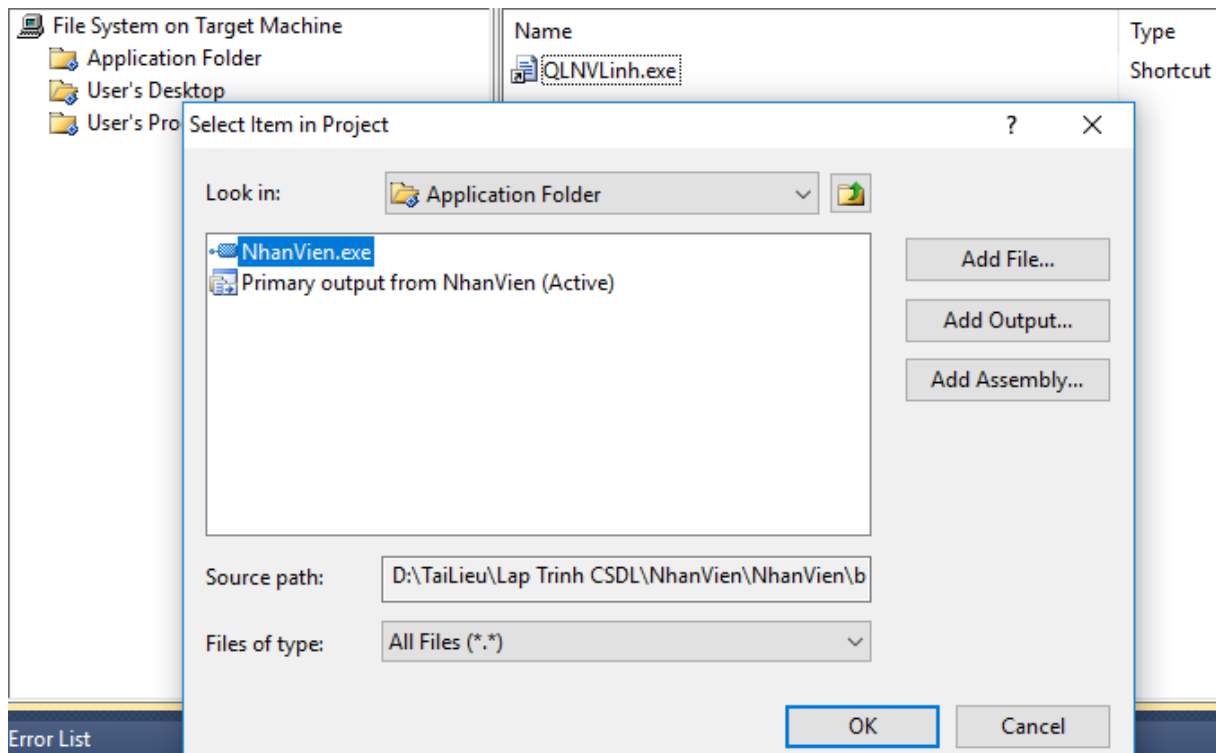 File System on Target Machine
Application Folder
User's Desktop
User's Pro
Name
Type
QLNVLinh.exe
Shortcut
Select Item in Project
?
Look in:
Application Folder
NhanVien.exe
Primary output from NhanVien (Active)
Add File...
Add Output...
Add Assembly...
Source path:
D:\TaiLieu\Lap Trinh CSDL\NhanVien\NhanVien\b
Files of type:
All Files (*.*)
OK
Cancel
Error List